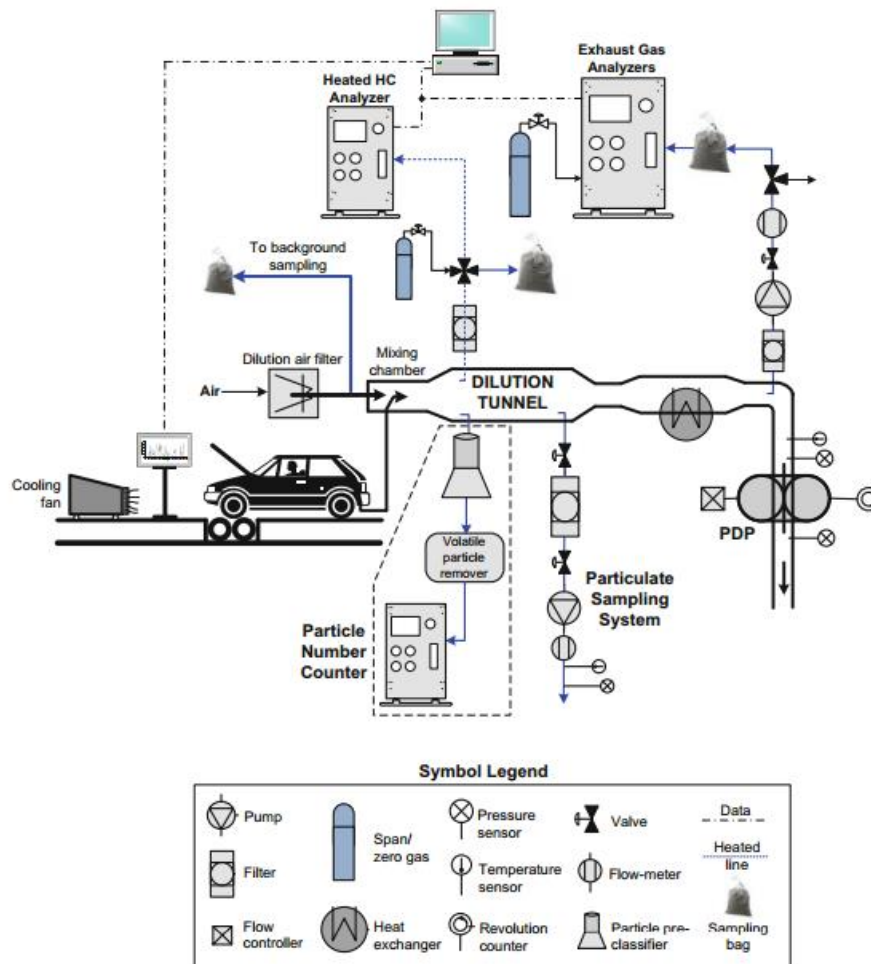 Exhaust Gas
Analyzers
Heated HC
Analyzer
To background
sampling
Dilution air filter
Mixing
chamber
Air
DILUTION
TUNNEL
Cooling
fan
PDP
Volatile
particle
remover
Particulate
Sampling
System
Particle
Number
Counter
Symbol Legend
Pump
Span/
zero gas
Pressure
sensor
Valve
Data
Filter
Temperature
sensor
Flow-meter
Heated
line
Flow
controller
Heat
exchanger
Revolution
counter
Particle pre-
classifier
Sampling
bag